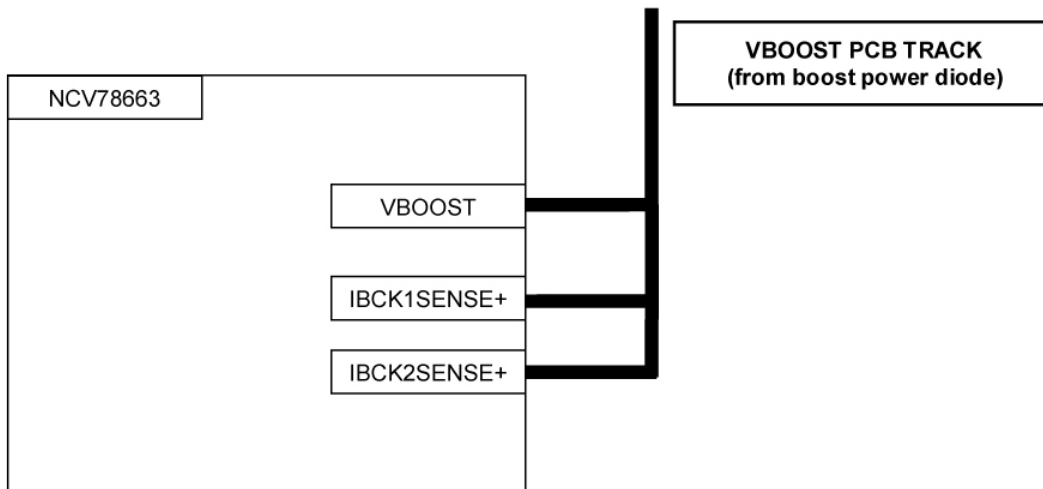 VBOOST PCB TRACK
(from boost power diode)
NCV78663
VBOOST
IBCK1SENSE+
IBCK2SENSE+